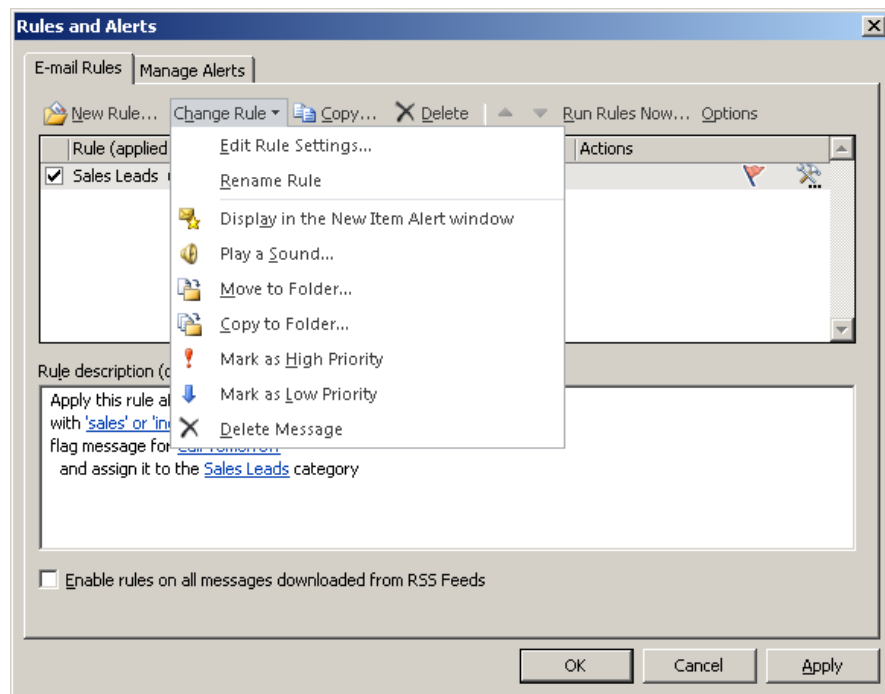 Rules and Alerts
E-mail Rules Manage Alerts
New Rule... Change Rule Copy... Delete Run Rules Now... Options
Rule (applied Actions
Sales Leads
Edit Rule Settings...
Rename Rule
Display in the New Item Alert window
Play a Sound...
Move to Folder...
Copy to Folder...
Mark as High Priority
Mark as Low Priority
Delete Message
Rule description (
Apply this rule
with 'sales' or
flag message for Call Tomorrow
and assign it to the Sales Leads category
Enable rules on all messages downloaded from RSS Feeds
OK Cancel Apply